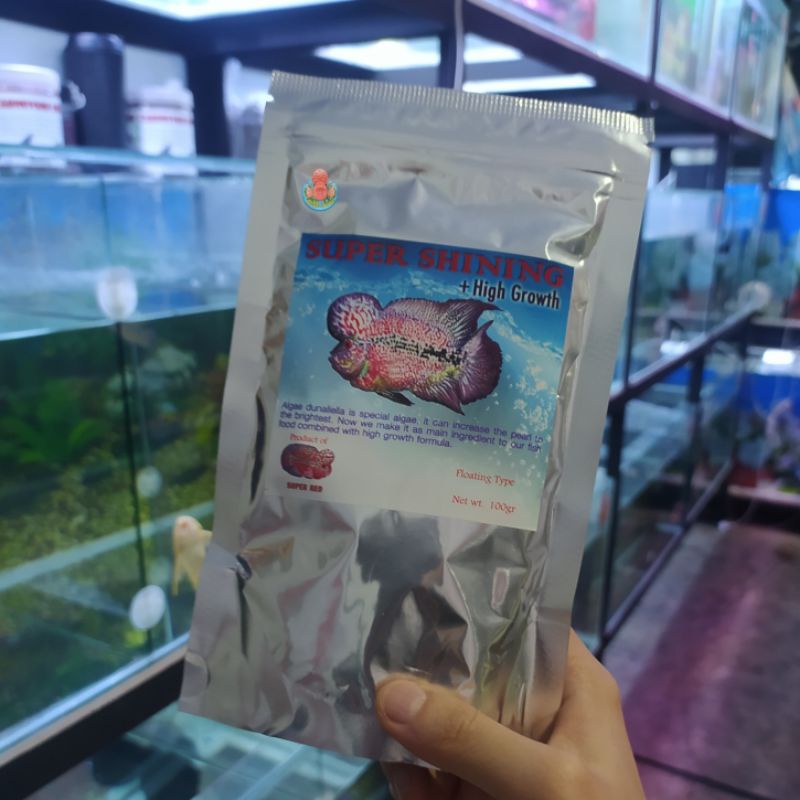 SUPER SHINING
+ High Growth
Algae dunaliella is special algae, it can increase the pearl to
the brightest. Now we make it as main ingredient to our fish
food combined with high growth formula.
Product of
SUPER RED
Floating Type
Net wt. 100gr